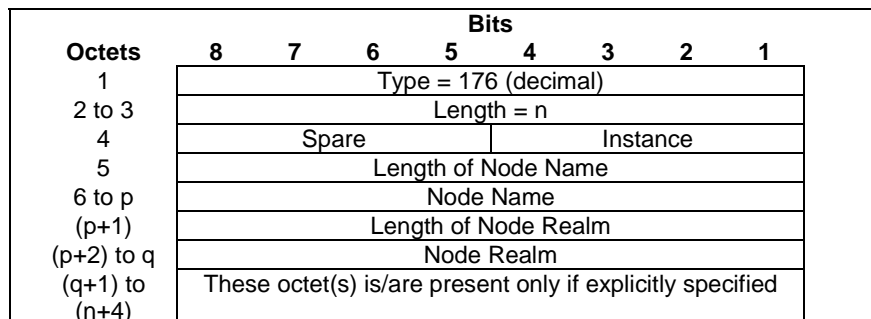 Bits
Octets 8 7 6 5 4 3 2 1
1 Type = 176 (decimal)
2 to 3 Length = n
4 Spare Instance
5 Length of Node Name
6 to p Node Name
(p+1) Length of Node Realm
(p+2) to q Node Realm
(q+1) to These octet(s) is/are present only if explicitly specified
(n+4)